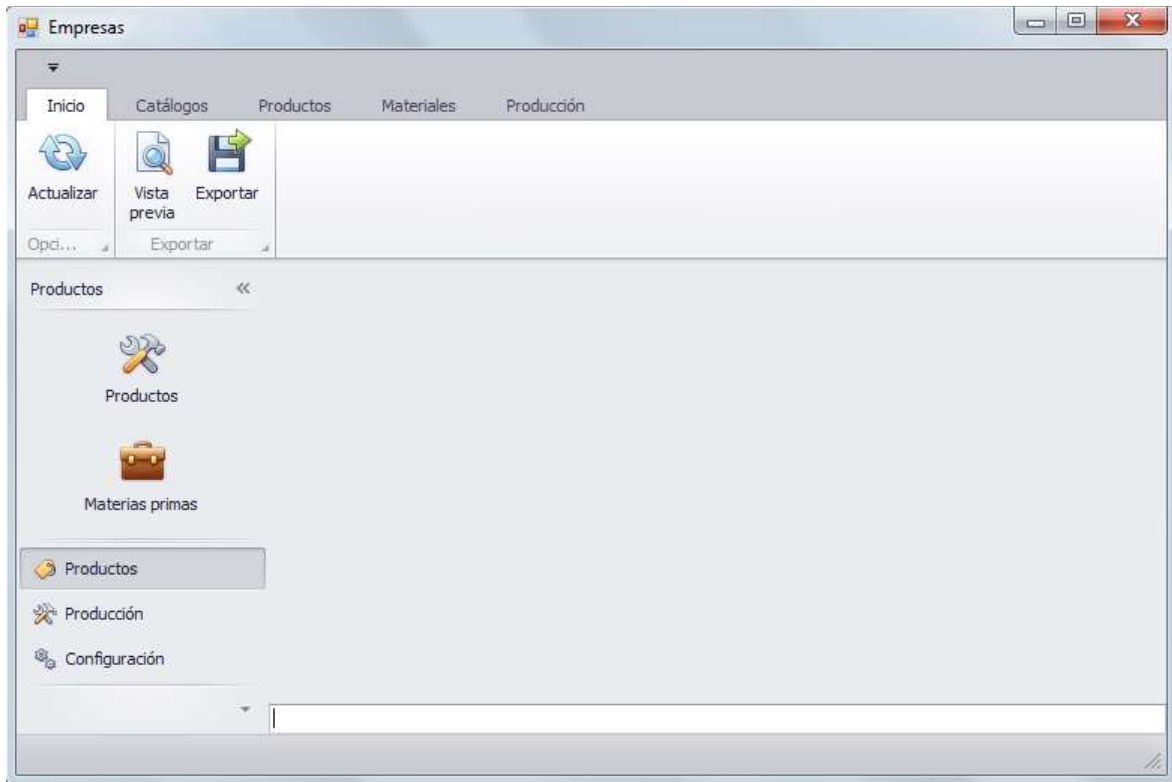 Empresas
Inicio Catálogos Productos Materiales Producción
Actualizar Vista previa Exportar
Opci... Exportar
Productos
Productos
Materias primas
Productos
Producción
Configuración